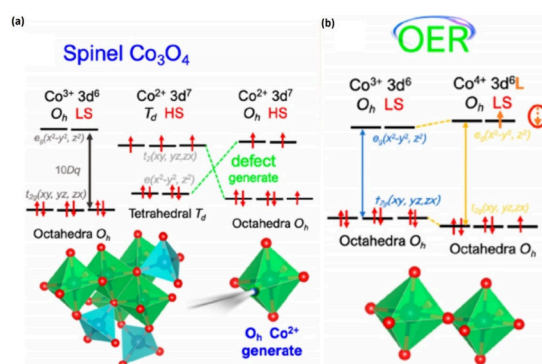 (a)
Spinel Co3O4
Co3+ 3d6
Oh LS
Co2+ 3d7
Td HS
Co2+ 3d7
Oh HS
eg(x²-y², z²)
t2(xy, yz,zx)
10Dq
defect
generate
e(x²-y², z²)
t2g(xy, yz,zx)
Octahedra Oh
Tetrahedral Td
Octahedra Oh
Oh Co2+
generate
(b)
OER
Co3+ 3d6
Oh LS
Co4+ 3d6L
Oh LS
eg(x²-y², z²)
eg(x²-y², z²)
t2g(xy, yz,zx)
t2g(xy, yz,zx)
Octahedra Oh
Octahedra Oh